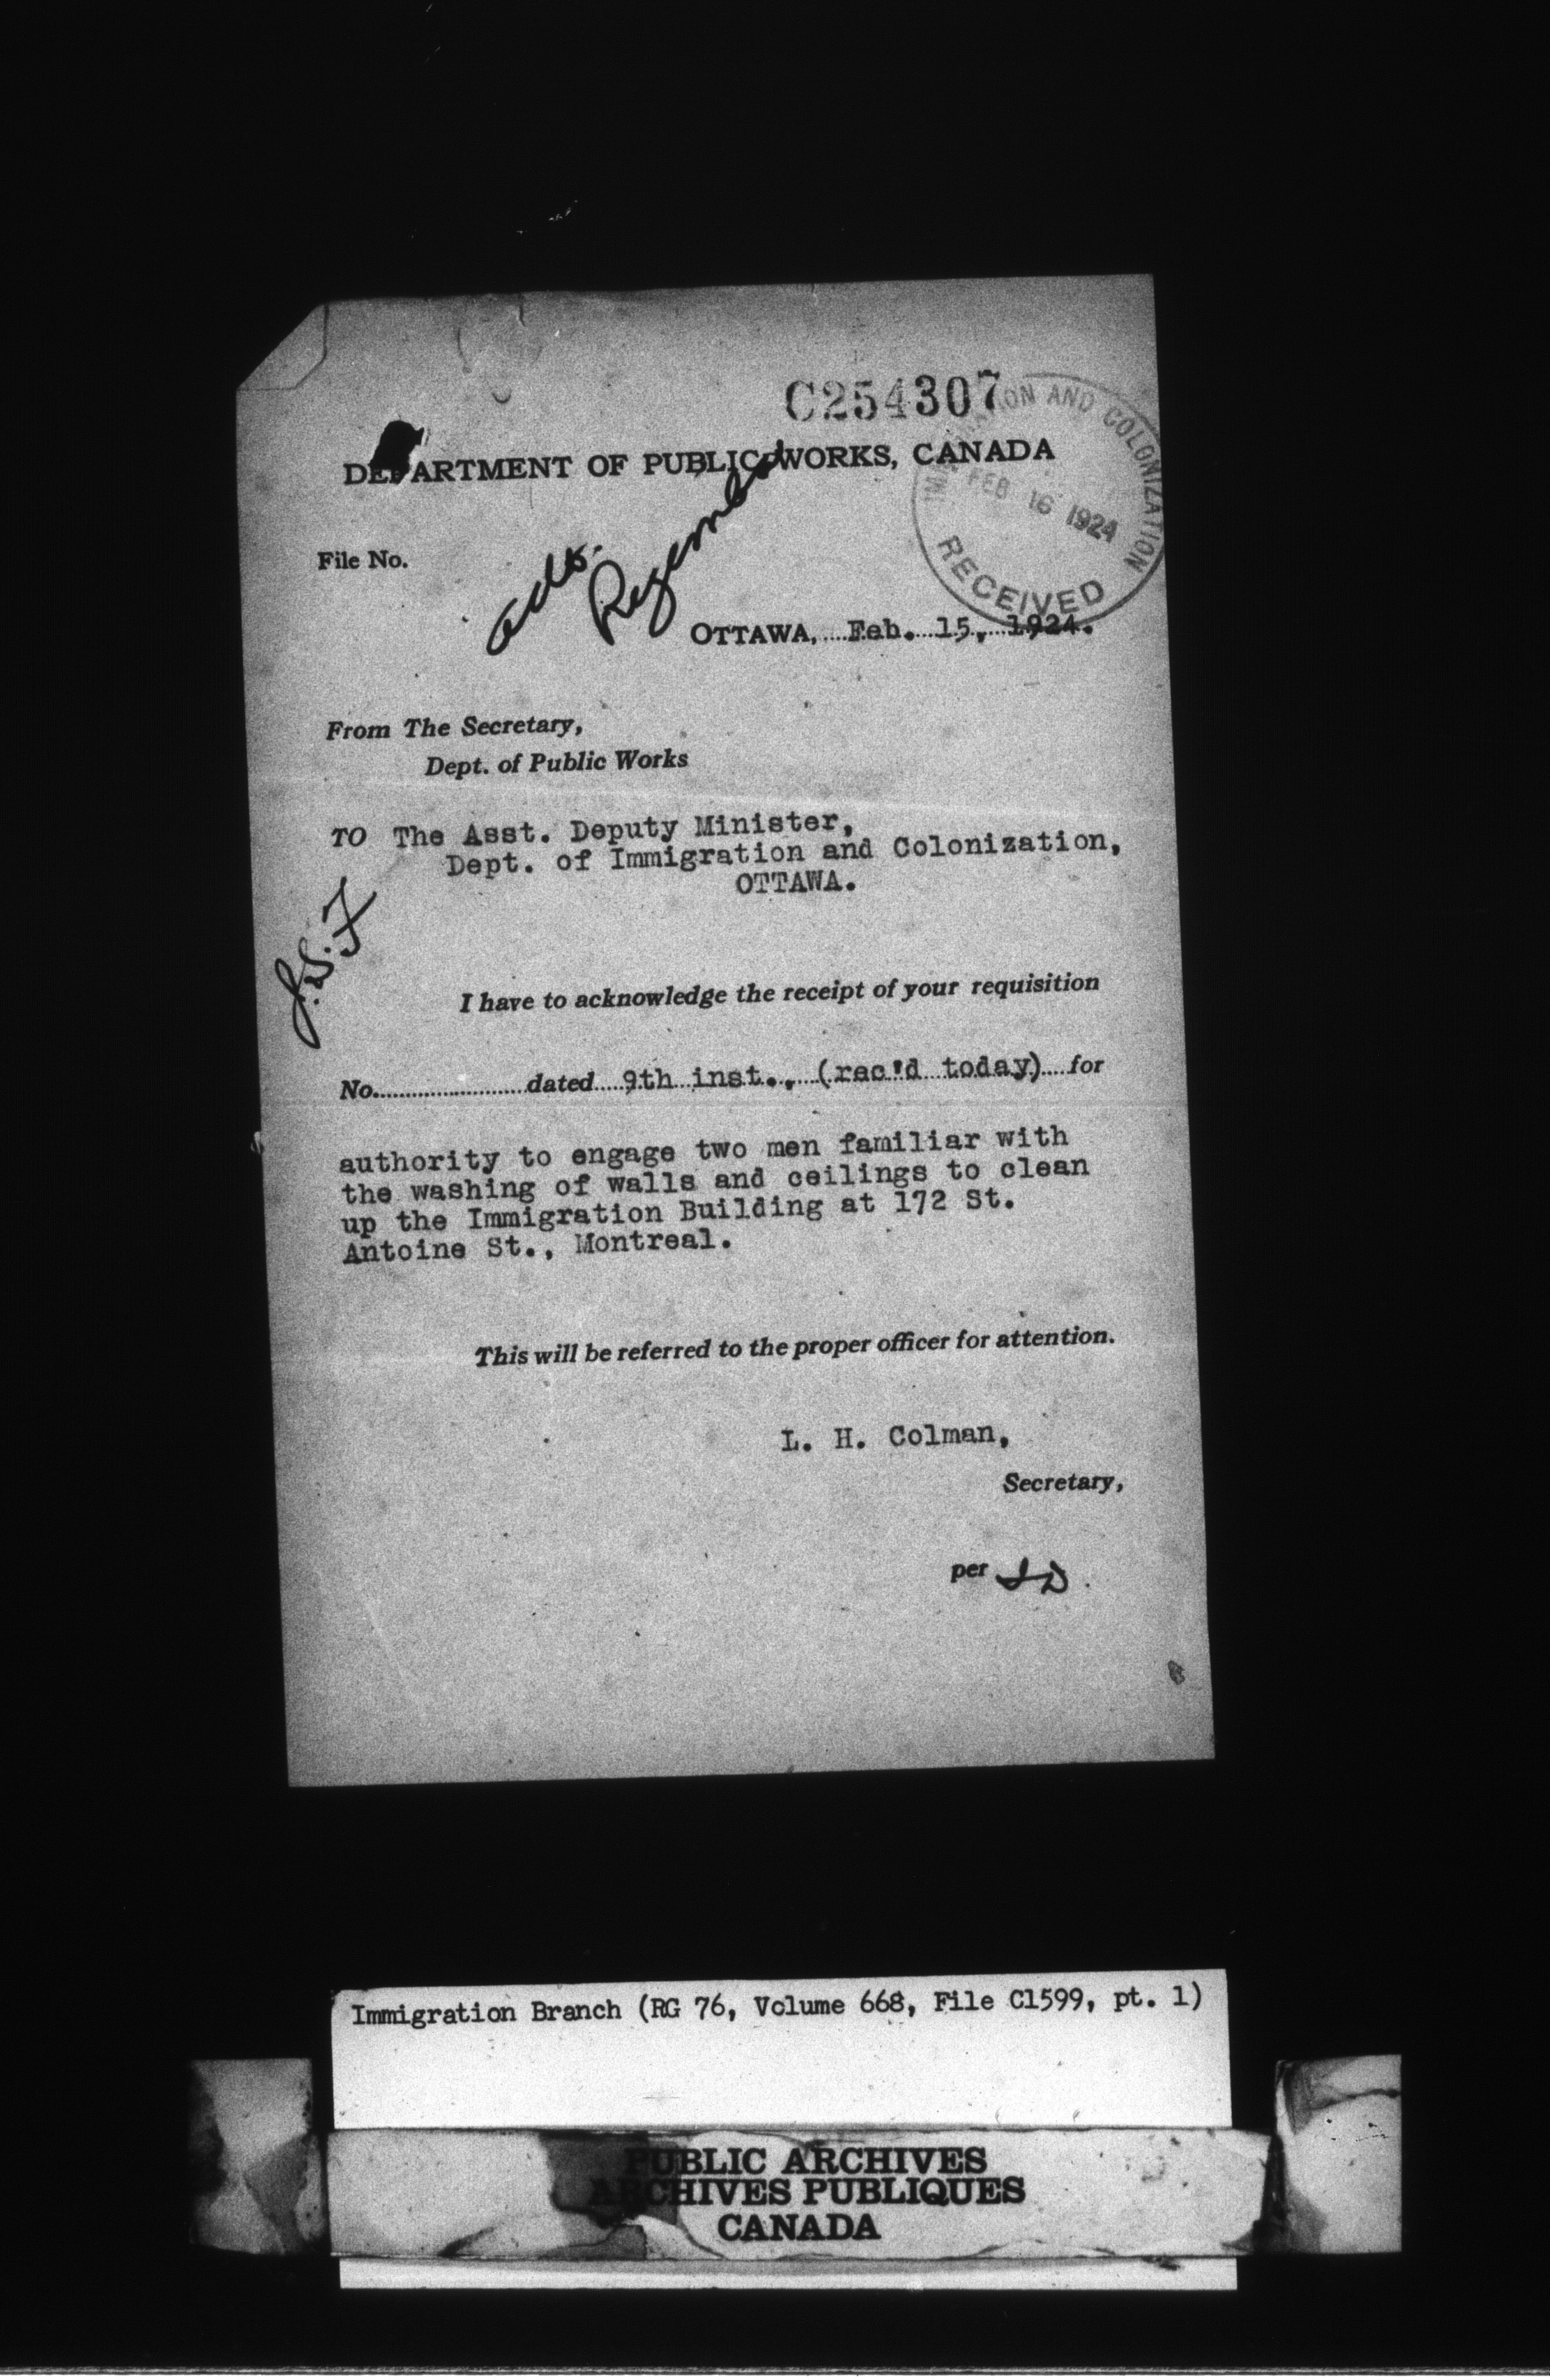 C254307
IMMIGRATION AND COLONIZATION
FEB 16 1924
RECEIVED
DEPARTMENT OF PUBLIC WORKS, CANADA
File No.
OTTAWA, Feb. 15, 1924.
From The Secretary,
Dept. of Public Works
TO The Asst. Deputy Minister,
Dept. of Immigration and Colonization,
OTTAWA.
J.S.F
I have to acknowledge the receipt of your requisition
No. dated 9th inst., (rec'd today) for
authority to engage two men familiar with
the washing of walls and ceilings to clean
up the Immigration Building at 172 St.
Antoine St., Montreal.
This will be referred to the proper officer for attention.
L. H. Colman,
Secretary,
per
Immigration Branch (RG 76, Volume 668, File C1599, pt. 1)
PUBLIC ARCHIVES
ARCHIVES PUBLIQUES
CANADA